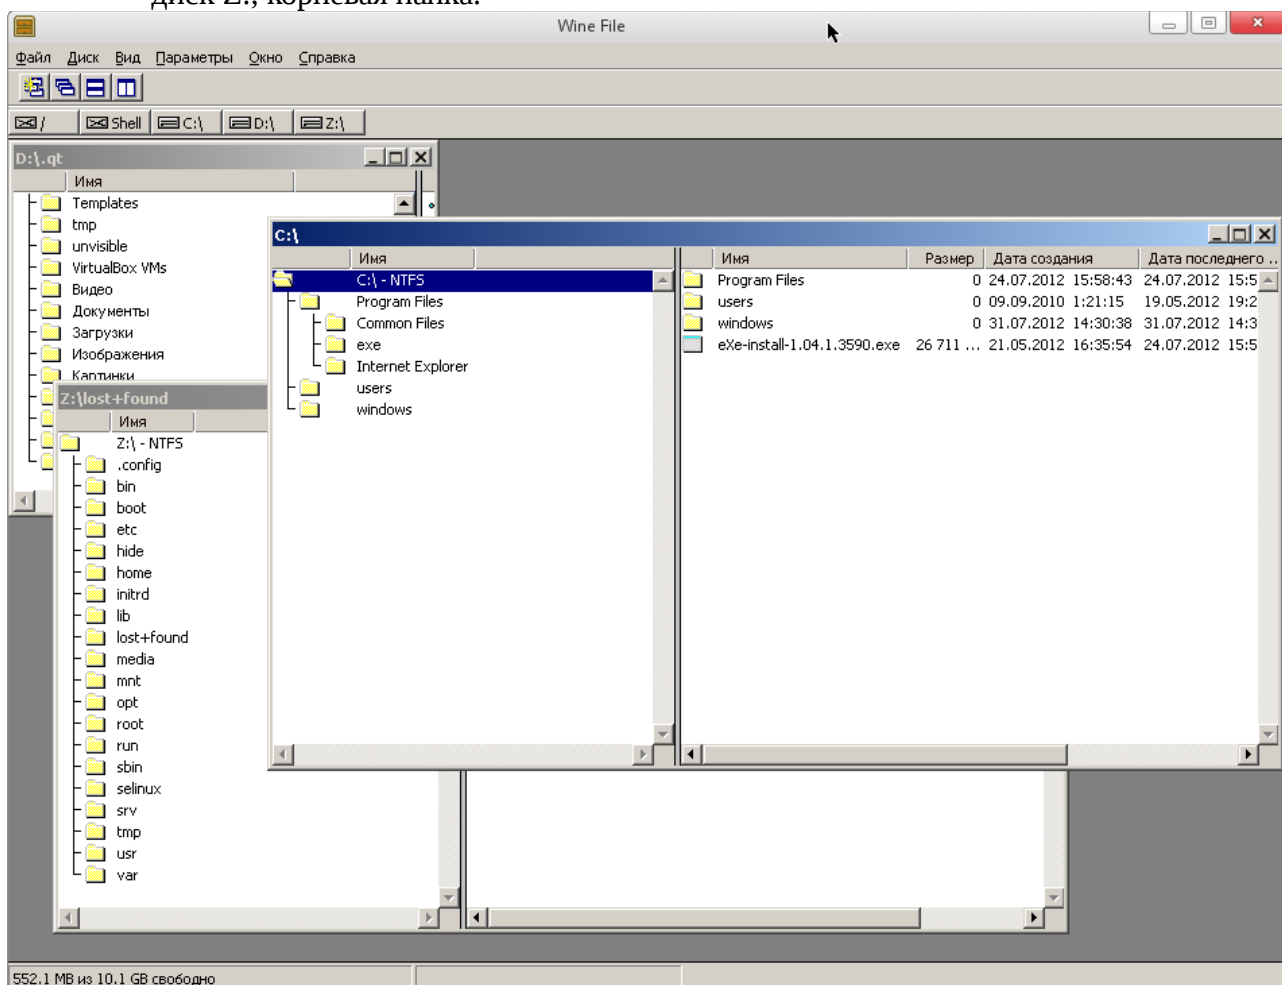 диск Z:, корневая папка.
Wine File
Файл Диск Вид Параметры Окно Справка
/ Shell C:\ D:\ Z:\
D:\.qt
Имя
Templates
tmp
unvisible
VirtualBox VMs
Видео
Документы
Загрузки
Изображения
Картинки
C:\
Имя
C:\ - NTFS
Program Files
Common Files
exe
Internet Explorer
users
windows
Имя Размер Дата создания Дата последнего ..
Program Files 0 24.07.2012 15:58:43 24.07.2012 15:5
users 0 09.09.2010 1:21:15 19.05.2012 19:2
windows 0 31.07.2012 14:30:38 31.07.2012 14:3
eXe-install-1.04.1.3590.exe 26 711 ... 21.05.2012 16:35:54 24.07.2012 15:5
Z:\lost+found
Имя
Z:\ - NTFS
.config
bin
boot
etc
hide
home
initrd
lib
lost+found
media
mnt
opt
root
run
sbin
selinux
srv
tmp
usr
var
552.1 MB из 10.1 GB свободно